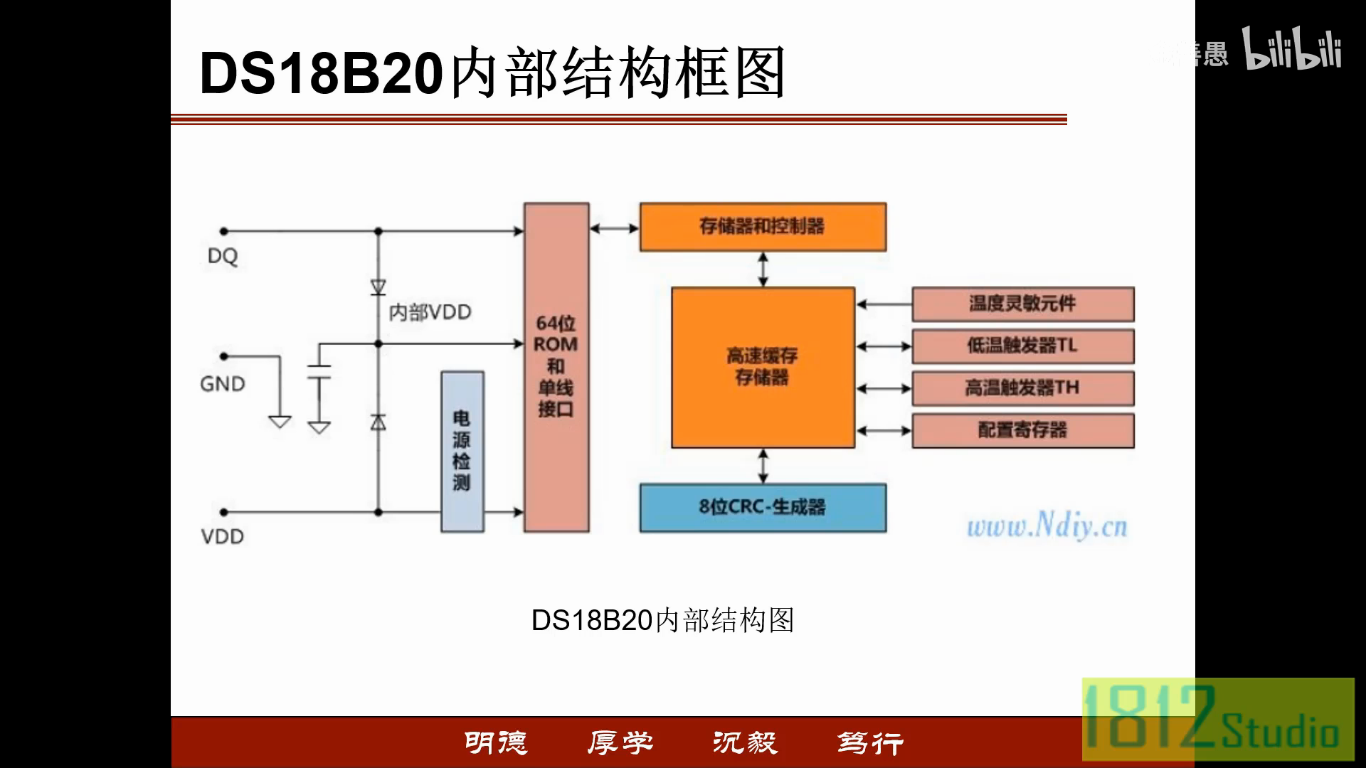 DS18B20内部结构框图
善愚 bilibili
DQ
内部VDD
GND
VDD
电源检测
64位
ROM
和
单线
接口
存储器和控制器
高速缓存
存储器
温度灵敏元件
低温触发器TL
高温触发器TH
配置寄存器
8位CRC-生成器
www.Ndiy.cn
DS18B20内部结构图
明德 厚学 沉毅 笃行
1812 Studio